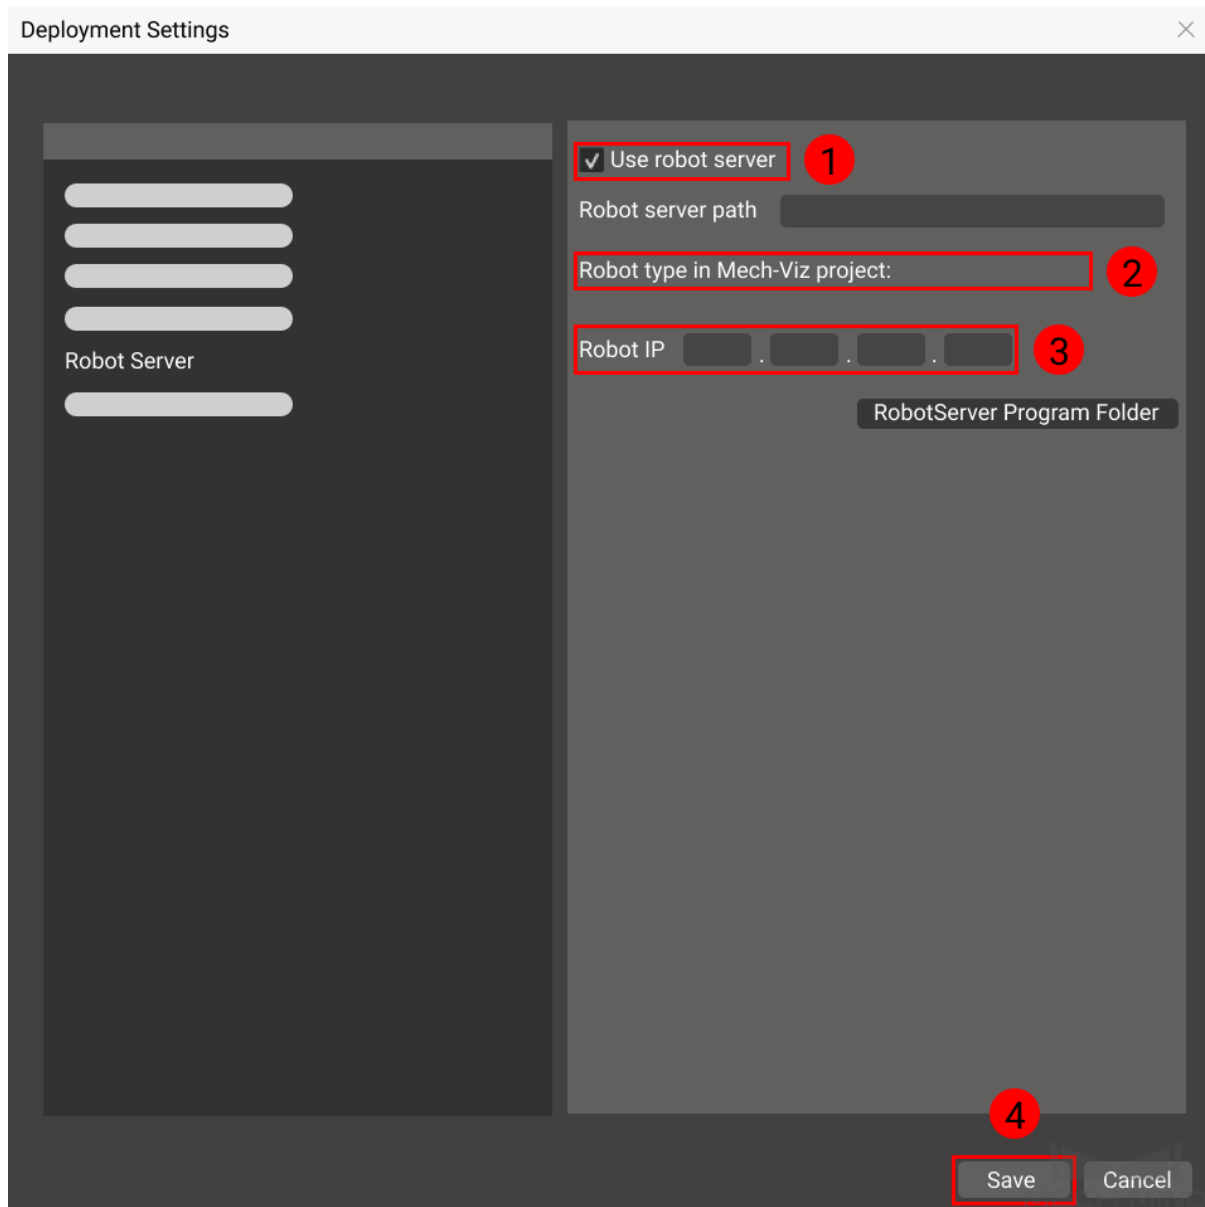 Deployment Settings
Robot Server
Use robot server 1
Robot server path
Robot type in Mech-Viz project: 2
Robot IP . . . 3
RobotServer Program Folder
4
Save Cancel